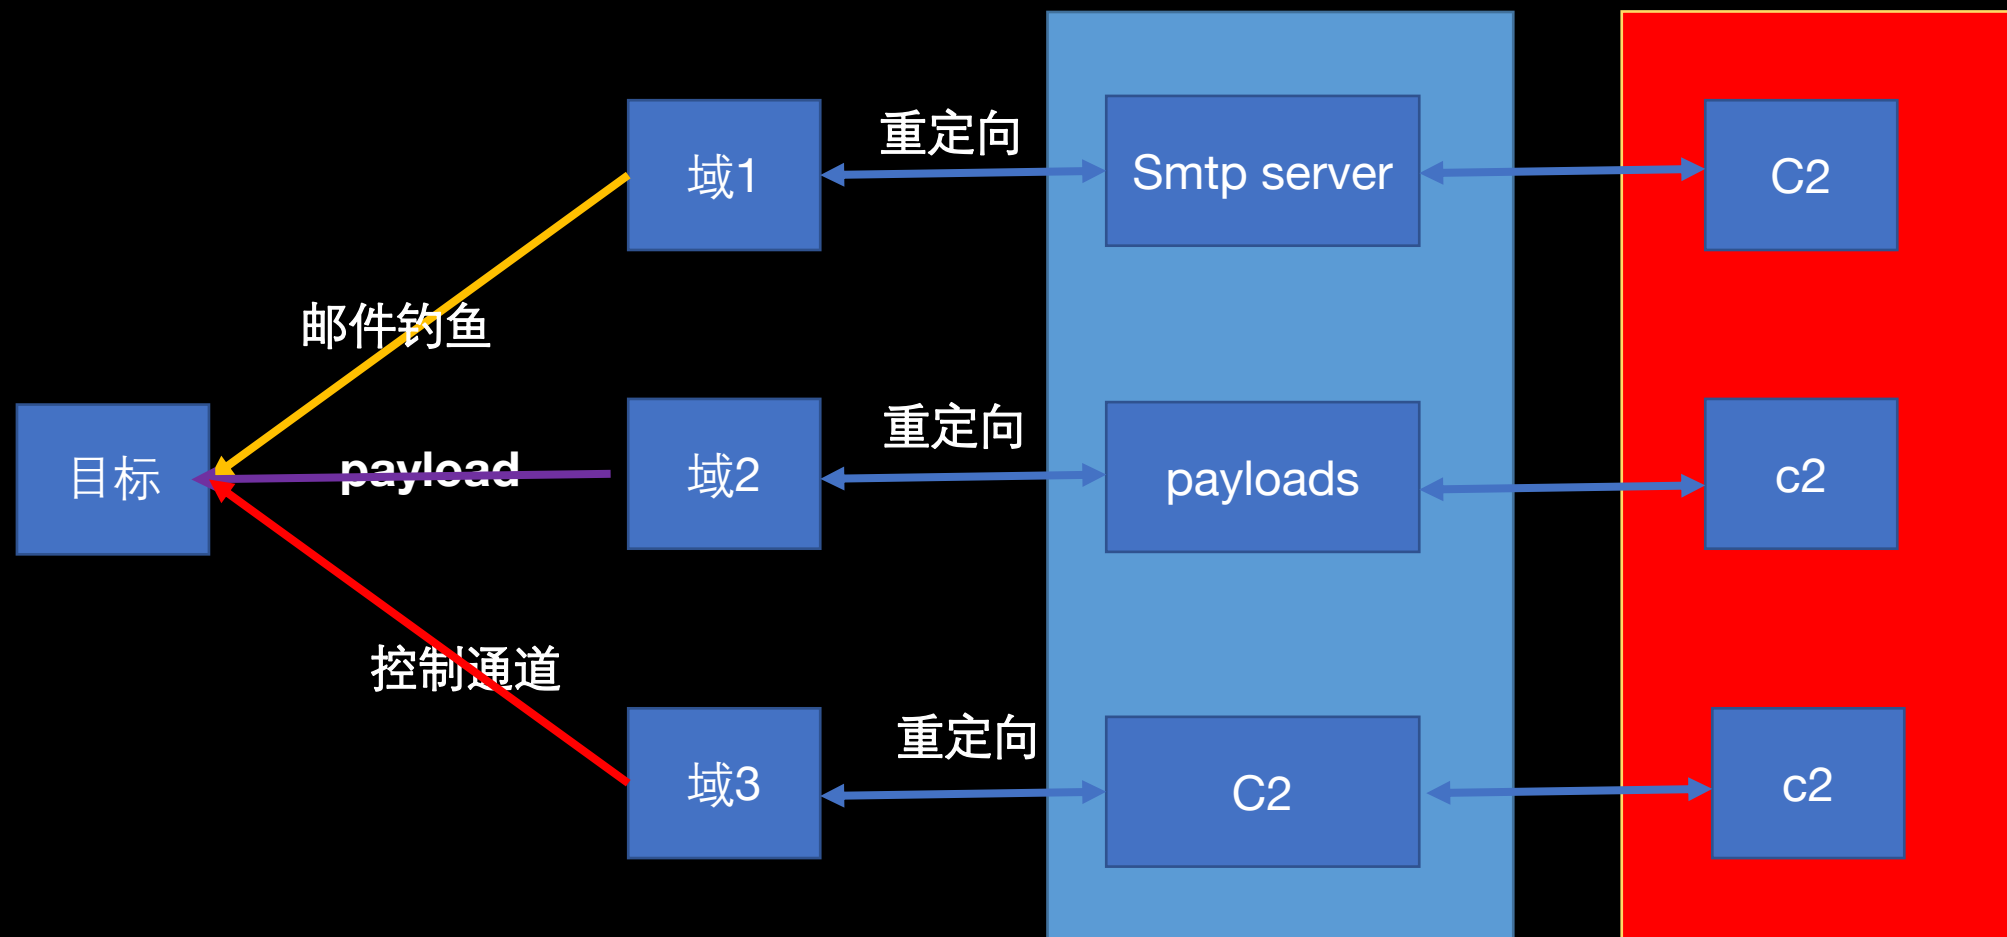 域1
重定向
Smtp server
C2
邮件钓鱼
目标
payload
域2
重定向
payloads
c2
控制通道
域3
重定向
C2
c2